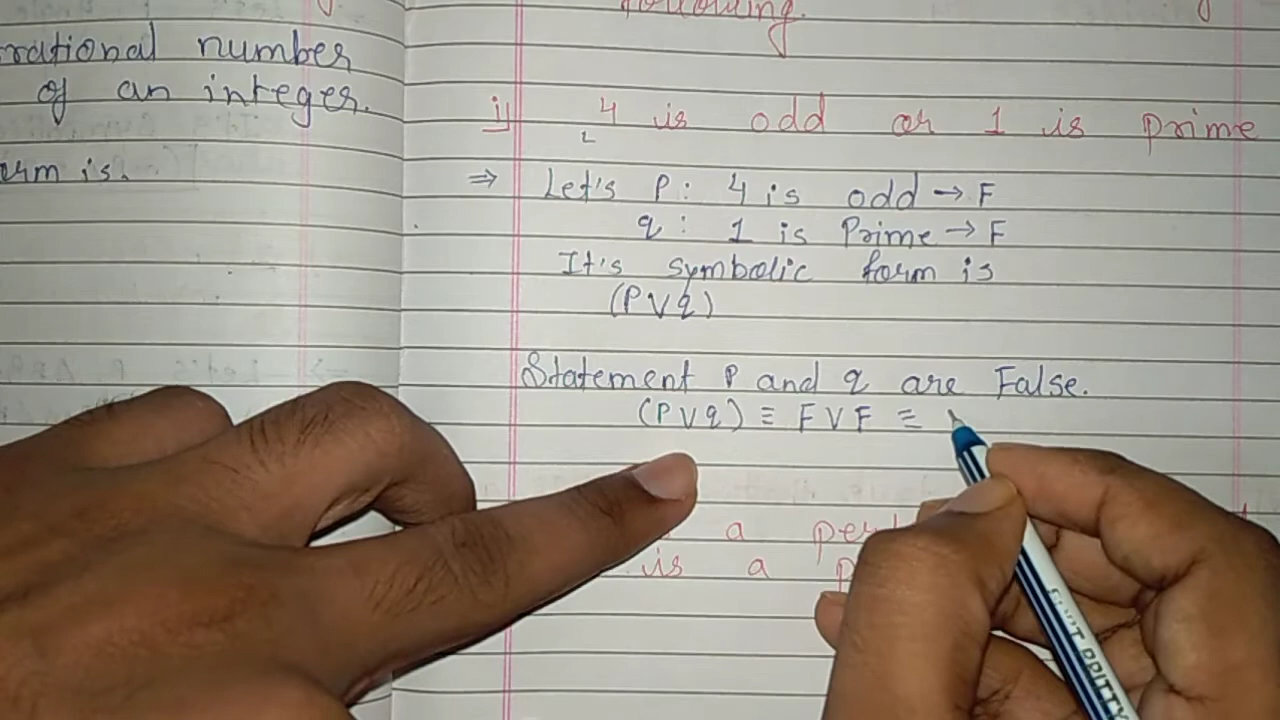 rational number
of an integer.
erm is.
following.
i) 4 is odd or 1 is prime
⇒ Let's P: 4 is odd → F
q: 1 is Prime → F
It's symbolic form is
(P∨q)
Statement P and q are False.
(P∨q) ≡ F∨F ≡
a
is a